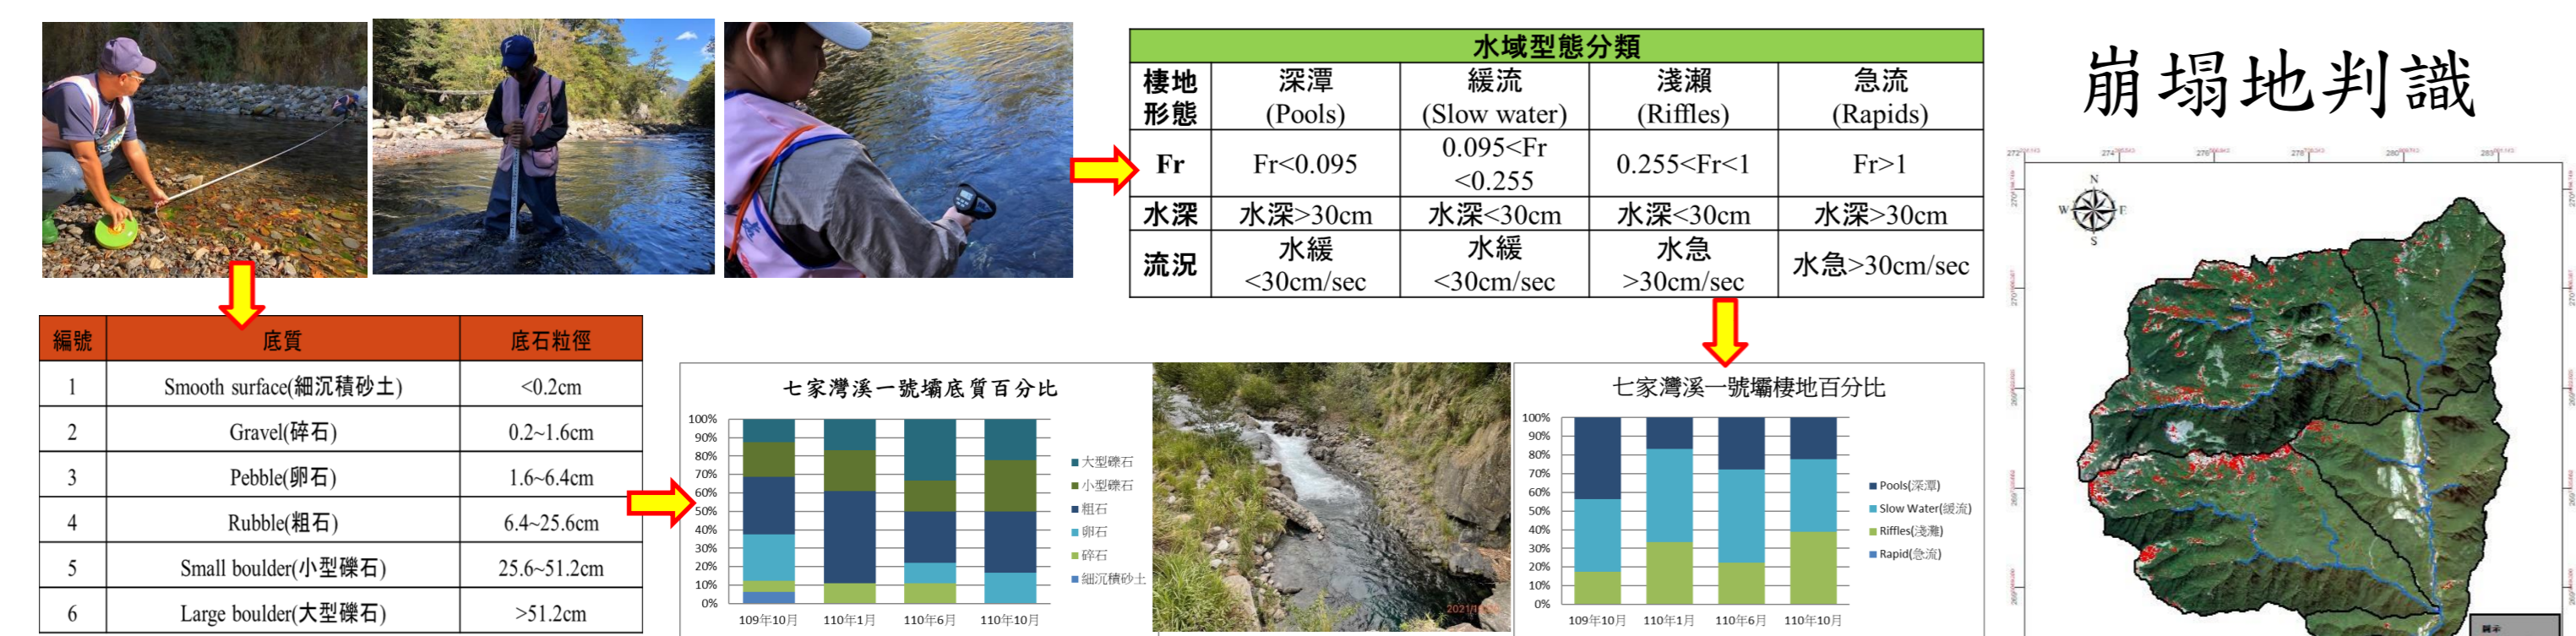 水域型態分類
棲地形態 深潭(Pools) 緩流(Slow water) 淺瀨(Riffles) 急流(Rapids)
Fr Fr<0.095 0.095<Fr<0.255 0.255<Fr<1 Fr>1
水深 水深>30cm 水深<30cm 水深<30cm 水深>30cm
流況 水緩<30cm/sec 水緩<30cm/sec 水急>30cm/sec 水急>30cm/sec
崩塌地判識
編號 底質 底石粒徑
1 Smooth surface(細沉積砂土) <0.2cm
2 Gravel(碎石) 0.2~1.6cm
3 Pebble(卵石) 1.6~6.4cm
4 Rubble(粗石) 6.4~25.6cm
5 Small boulder(小型礫石) 25.6~51.2cm
6 Large boulder(大型礫石) >51.2cm
七家灣溪一號壩底質百分比
100%
90%
80%
70%
60%
50%
40%
30%
20%
10%
0%
109年10月 110年1月 110年6月 110年10月
大型礫石
小型礫石
粗石
卵石
碎石
細沉積砂土
七家灣溪一號壩棲地百分比
100%
90%
80%
70%
60%
50%
40%
30%
20%
10%
0%
109年10月 110年1月 110年6月 110年10月
Pools(深潭)
Slow Water(緩流)
Riffles(淺灘)
Rapid(急流)
N
W E
S